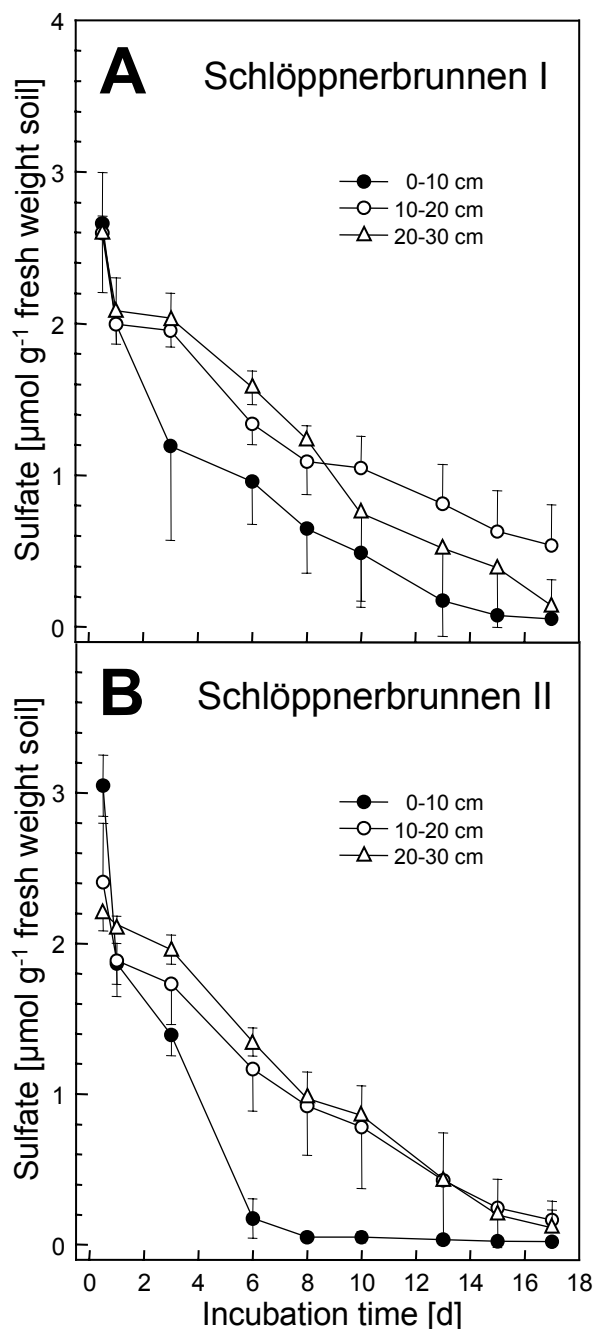 A Schlöppnerbrunnen I
0-10 cm
10-20 cm
20-30 cm
Sulfate [µmol g⁻¹ fresh weight soil]
4
3
2
1
0
B Schlöppnerbrunnen II
0-10 cm
10-20 cm
20-30 cm
Sulfate [µmol g⁻¹ fresh weight soil]
3
2
1
0
0 2 4 6 8 10 12 14 16 18
Incubation time [d]